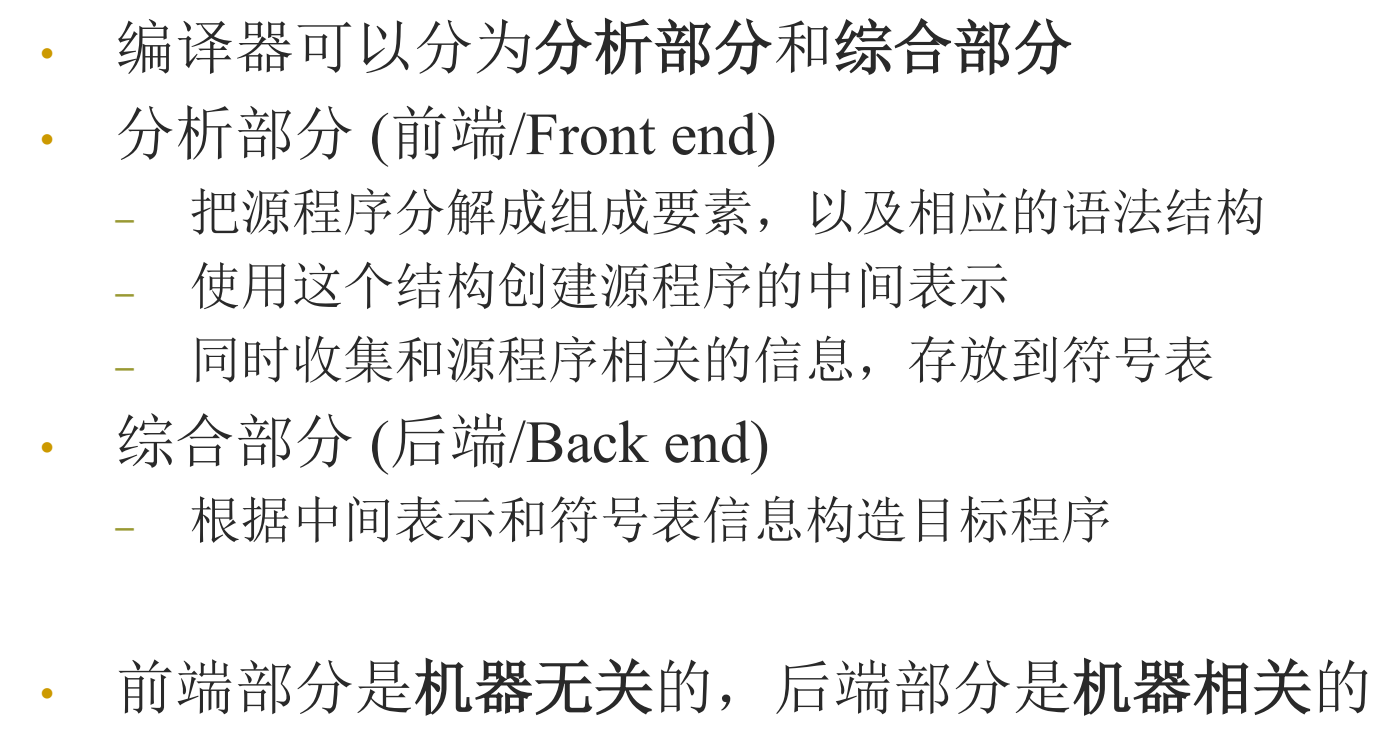 • 编译器可以分为分析部分和综合部分
• 分析部分 (前端/Front end)
– 把源程序分解成组成要素，以及相应的语法结构
– 使用这个结构创建源程序的中间表示
– 同时收集和源程序相关的信息，存放到符号表
• 综合部分 (后端/Back end)
– 根据中间表示和符号表信息构造目标程序
• 前端部分是机器无关的，后端部分是机器相关的